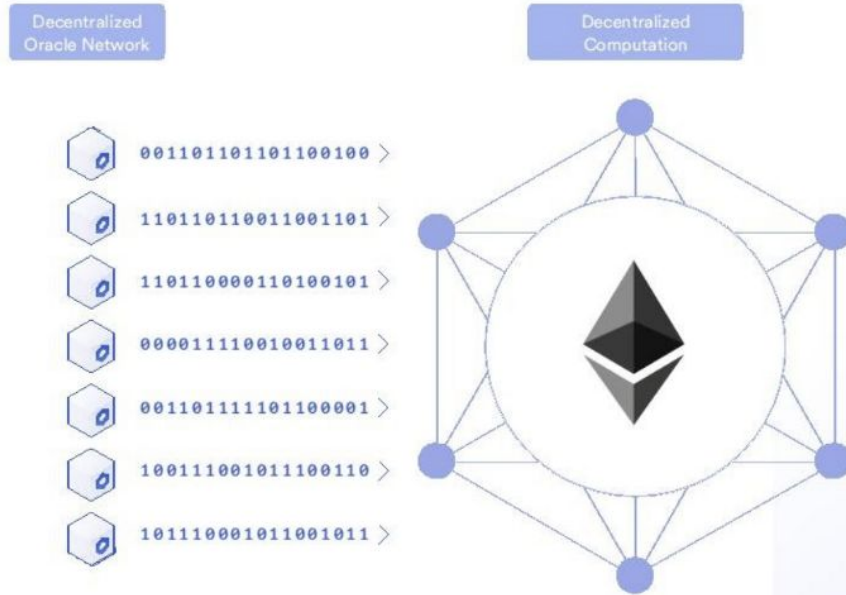 Decentralized
Oracle Network
Decentralized
Computation
001101101101100100 >
110110110011001101 >
110110000110100101 >
000011110010011011 >
001101111101100001 >
100111001011100110 >
101110001011001011 >